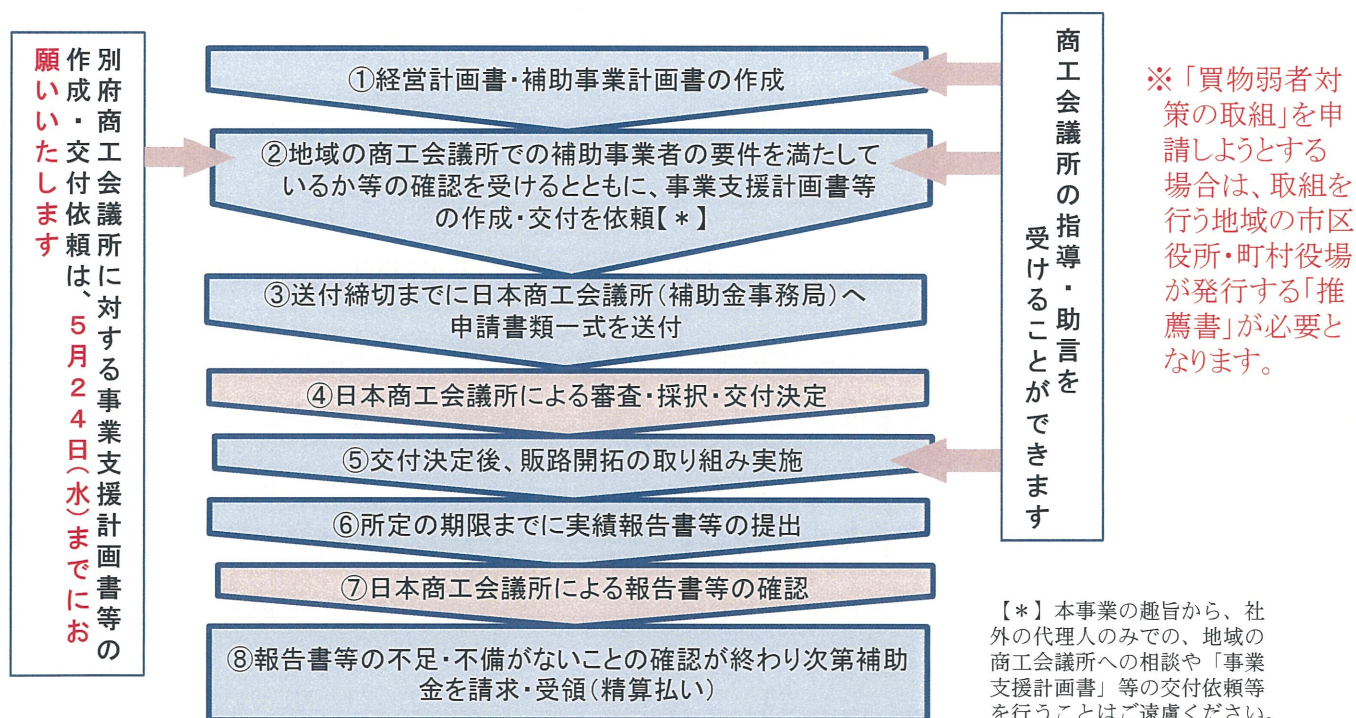 別府商工会議所に対する事業支援計画書等の
作成・交付依頼は、5月24日(水)までにお
願いいたします
①経営計画書・補助事業計画書の作成
②地域の商工会議所での補助事業者の要件を満たして
いるか等の確認を受けるとともに、事業支援計画書等
の作成・交付を依頼【*】
③送付締切までに日本商工会議所(補助金事務局)へ
申請書類一式を送付
④日本商工会議所による審査・採択・交付決定
⑤交付決定後、販路開拓の取り組み実施
⑥所定の期限までに実績報告書等の提出
⑦日本商工会議所による報告書等の確認
⑧報告書等の不足・不備がないことの確認が終わり次第補助
金を請求・受領(精算払い)
商工会議所の指導・助言を
受けることができます
※「買物弱者対
策の取組」を申
請しようとする
場合は、取組を
行う地域の市区
役所・町村役場
が発行する「推
薦書」が必要と
なります。
【*】本事業の趣旨から、社
外の代理人のみでの、地域の
商工会議所への相談や「事業
支援計画書」等の交付依頼等
を行うことはご遠慮ください。